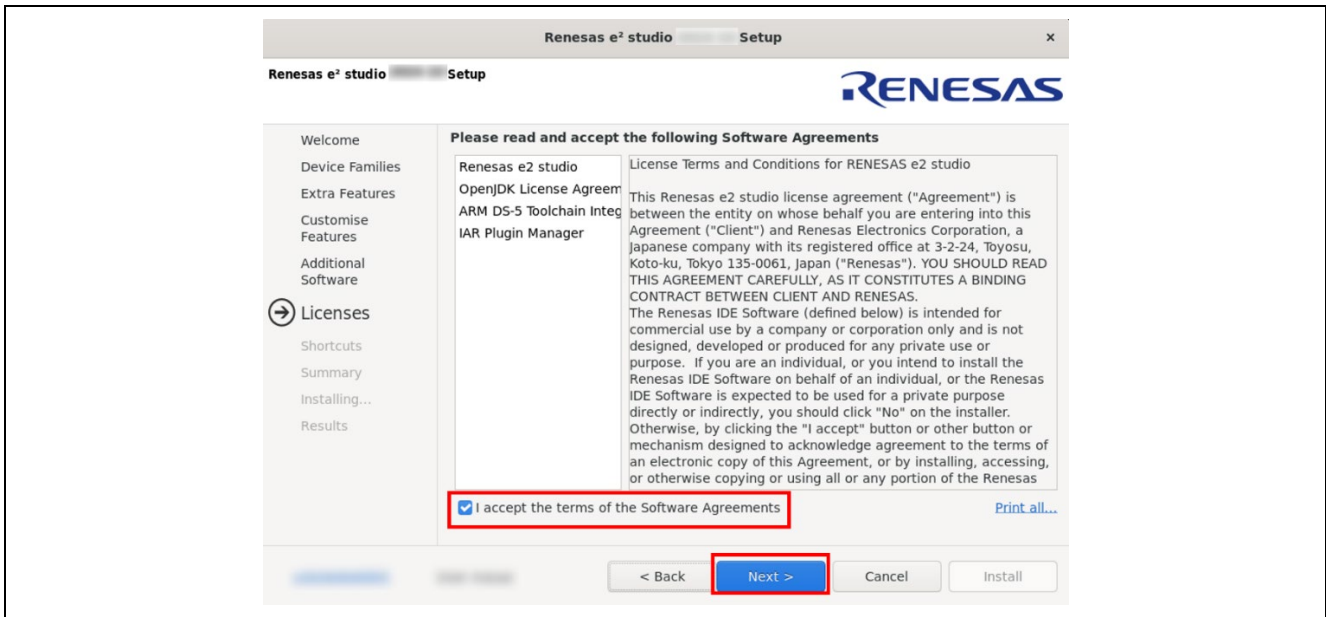 Renesas e² studio Setup
×
Renesas e² studio Setup
RENESAS
Welcome
Device Families
Extra Features
Customise
Features
Additional
Software
Licenses
Shortcuts
Summary
Installing...
Results
Please read and accept the following Software Agreements
Renesas e2 studio
OpenJDK License Agreem
ARM DS-5 Toolchain Integ
IAR Plugin Manager
License Terms and Conditions for RENESAS e2 studio
This Renesas e2 studio license agreement ("Agreement") is
between the entity on whose behalf you are entering into this
Agreement ("Client") and Renesas Electronics Corporation, a
Japanese company with its registered office at 3-2-24, Toyosu,
Koto-ku, Tokyo 135-0061, Japan ("Renesas"). YOU SHOULD READ
THIS AGREEMENT CAREFULLY, AS IT CONSTITUTES A BINDING
CONTRACT BETWEEN CLIENT AND RENESAS.
The Renesas IDE Software (defined below) is intended for
commercial use by a company or corporation only and is not
designed, developed or produced for any private use or
purpose.  If you are an individual, or you intend to install the
Renesas IDE Software on behalf of an individual, or the Renesas
IDE Software is expected to be used for a private purpose
directly or indirectly, you should click "No" on the installer.
Otherwise, by clicking the "I accept" button or other button or
mechanism designed to acknowledge agreement to the terms of
an electronic copy of this Agreement, or by installing, accessing,
or otherwise copying or using all or any portion of the Renesas
I accept the terms of the Software Agreements
Print all...
< Back
Next >
Cancel
Install